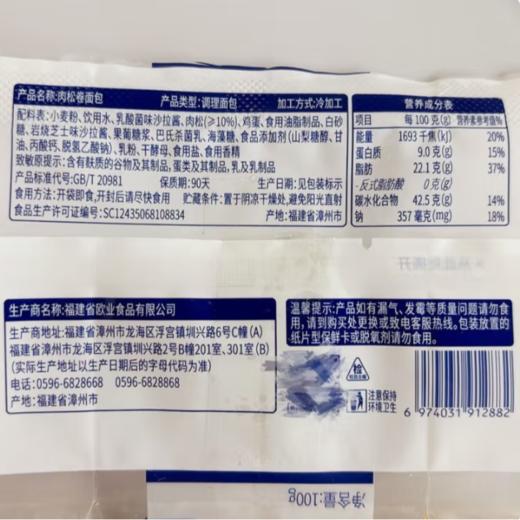 产品名称:肉松卷面包 产品类型:调理面包 加工方式:冷加工
配料表:小麦粉、饮用水、乳酸菌味沙拉酱、肉松(≥10%)、鸡蛋、食用油脂制品、白砂
糖、岩烧芝士味沙拉酱、果葡糖浆、巴氏杀菌乳、海藻糖、食品添加剂(山梨糖醇、甘
油、丙酸钙、脱氢乙酸钠)、乳粉、干酵母、食盐、食用香精
致敏原提示:含有麸质的谷物及其制品,蛋类及其制品,乳及乳制品
产品标准号:GB/T 20981 保质期:90天 生产日期:见包装标示
食用方法:开袋即食,开封后请尽快食用 贮藏条件:置于阴凉干燥处,避免阳光直射
食品生产许可证编号:SC12435068108834 产地:福建省漳州市
营养成分表
项目 每 100 克(g) 营养素参考值%
能量 1693 千焦(kJ) 20%
蛋白质 9.0 克(g) 15%
脂肪 22.1 克(g) 37%
-反式脂肪酸 0 克(g)
碳水化合物 42.5 克(g) 14%
钠 357 毫克(mg) 18%
生产商名称:福建省欧业食品有限公司
生产商地址:福建省漳州市龙海区浮宫镇圳兴路6号C幢(A)
福建省漳州市龙海区浮宫镇圳兴路2号B幢201室、301室(B)
(实际生产地址以生产日期后的字母代码为准)
电话:0596-6828668 0596-6828868
产地:福建省漳州市
温馨提示:产品如有漏气、发霉等质量问题请勿食
用,请到购买处更换或致电客服热线。包装放置的
纸片型保鲜卡或脱氧剂请勿食用。
检
注意保持
环境卫生
6 974031 912882
净含量:100g